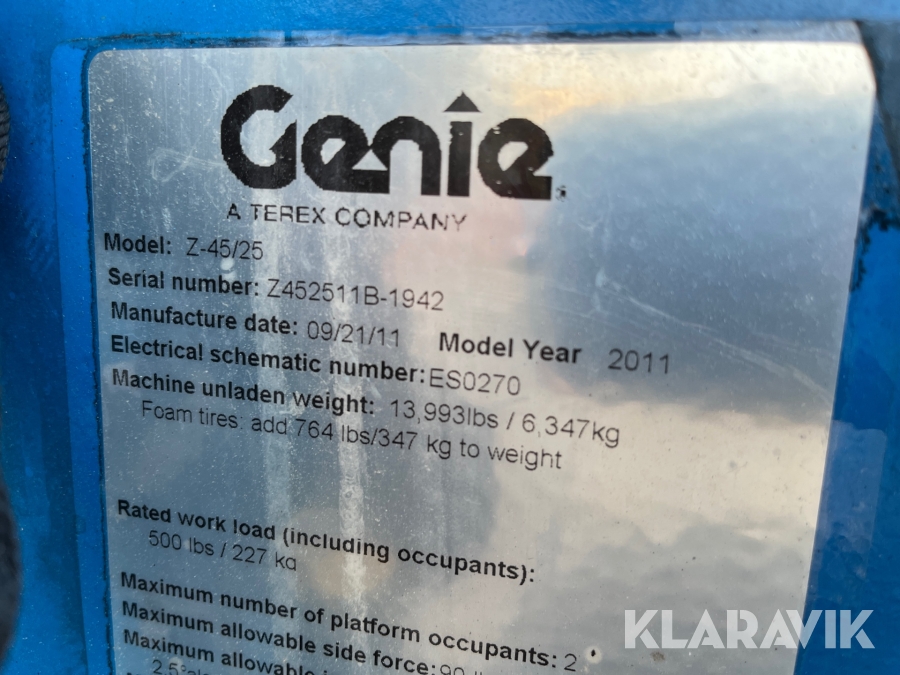 Genie
A TEREX COMPANY
Model: Z-45/25
Serial number: Z452511B-1942
Manufacture date: 09/21/11 Model Year 2011
Electrical schematic number: ES0270
Machine unladen weight: 13,993lbs / 6,347kg
Foam tires: add 764 lbs/347 kg to weight
Rated work load (including occupants):
500 lbs / 227 kg
Maximum number of platform occupants: 2
Maximum allowable side force: 90
Maximum allowable
KLARAVIK